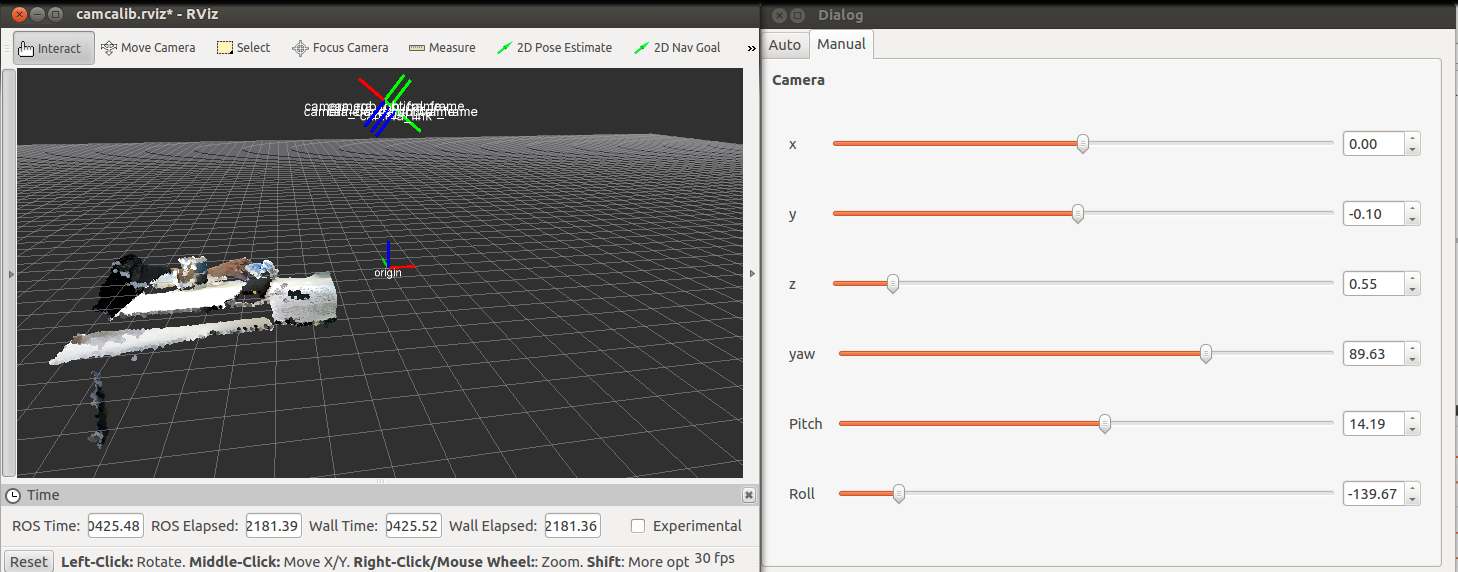 camcalib.rviz* - RViz
Interact Move Camera Select Focus Camera Measure 2D Pose Estimate 2D Nav Goal »
origin
Time
ROS Time: 0425.48 ROS Elapsed: 2181.39 Wall Time: 0425.52 Wall Elapsed: 2181.36 Experimental
Reset Left-Click: Rotate. Middle-Click: Move X/Y. Right-Click/Mouse Wheel:: Zoom. Shift: More opt 30 fps
Dialog
Auto Manual
Camera
x 0.00
y -0.10
z 0.55
yaw 89.63
Pitch 14.19
Roll -139.67